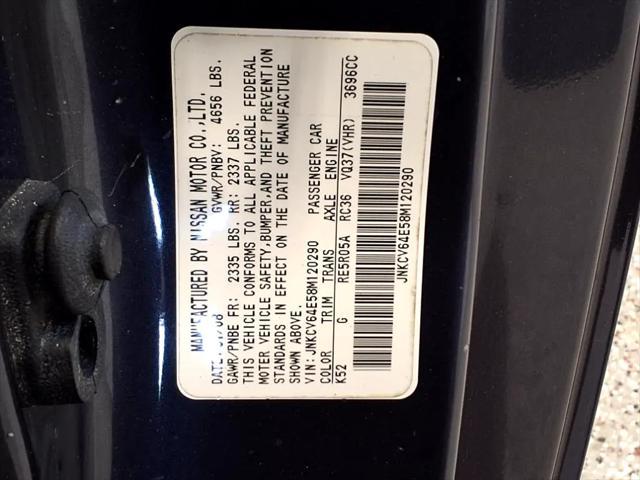 MANUFACTURED BY NISSAN MOTOR CO.,LTD.
DATE: 01/08 GVWR/PNBV: 4656 LBS.
GAWR/PNBE FR: 2335 LBS. RR: 2337 LBS.
THIS VEHICLE CONFORMS TO ALL APPLICABLE FEDERAL
MOTOR VEHICLE SAFETY,BUMPER,AND THEFT PREVENTION
STANDARDS IN EFFECT ON THE DATE OF MANUFACTURE
SHOWN ABOVE.
VIN:JNKCV64E58M120290 PASSENGER CAR
COLOR TRIM TRANS AXLE ENGINE
K52 G RE5R05A RC36 VQ37(VHR) 3696CC
JNKCV64E58M120290